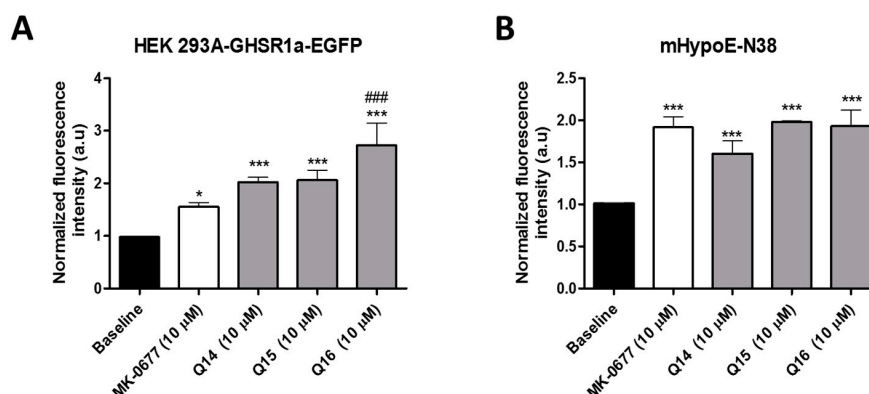 A
HEK 293A-GHSR1a-EGFP
Normalized fluorescence
intensity (a.u)
4
3
2
1
0
*
***
***
###
***
Baseline
MK-0677 (10 μM)
Q14 (10 μM)
Q15 (10 μM)
Q16 (10 μM)
B
mHypoE-N38
Normalized fluorescence
intensity (a.u)
2.5
2.0
1.5
1.0
0.5
0.0
***
***
***
***
Baseline
MK-0677 (10 μM)
Q14 (10 μM)
Q15 (10 μM)
Q16 (10 μM)